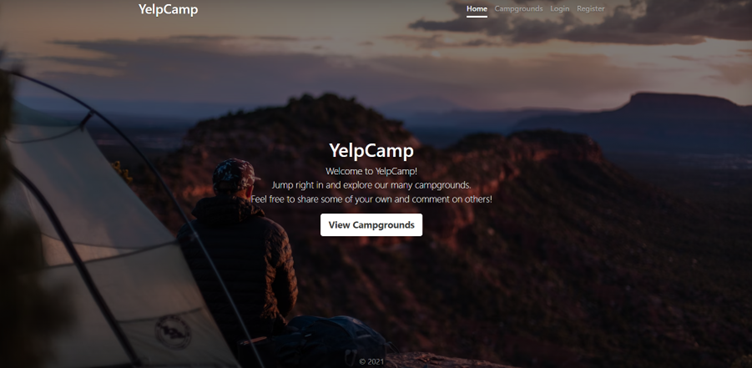 YelpCamp
Home Campgrounds Login Register
YelpCamp
Welcome to YelpCamp!
Jump right in and explore our many campgrounds.
Feel free to share some of your own and comment on others!
View Campgrounds
© 2021